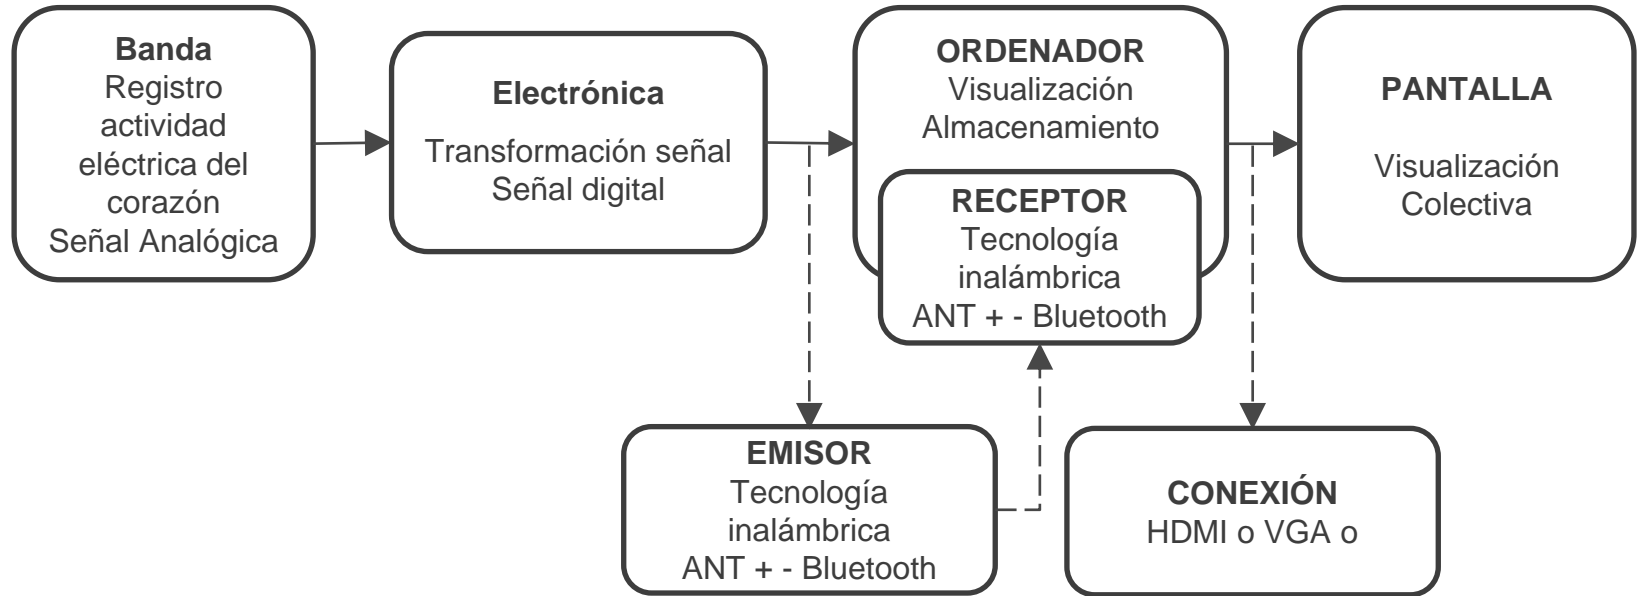 Banda
Registro
actividad
eléctrica del
corazón
Señal Analógica
Electrónica
Transformación señal
Señal digital
ORDENADOR
Visualización
Almacenamiento
RECEPTOR
Tecnología
inalámbrica
ANT + - Bluetooth
PANTALLA
Visualización
Colectiva
EMISOR
Tecnología
inalámbrica
ANT + - Bluetooth
CONEXIÓN
HDMI o VGA o